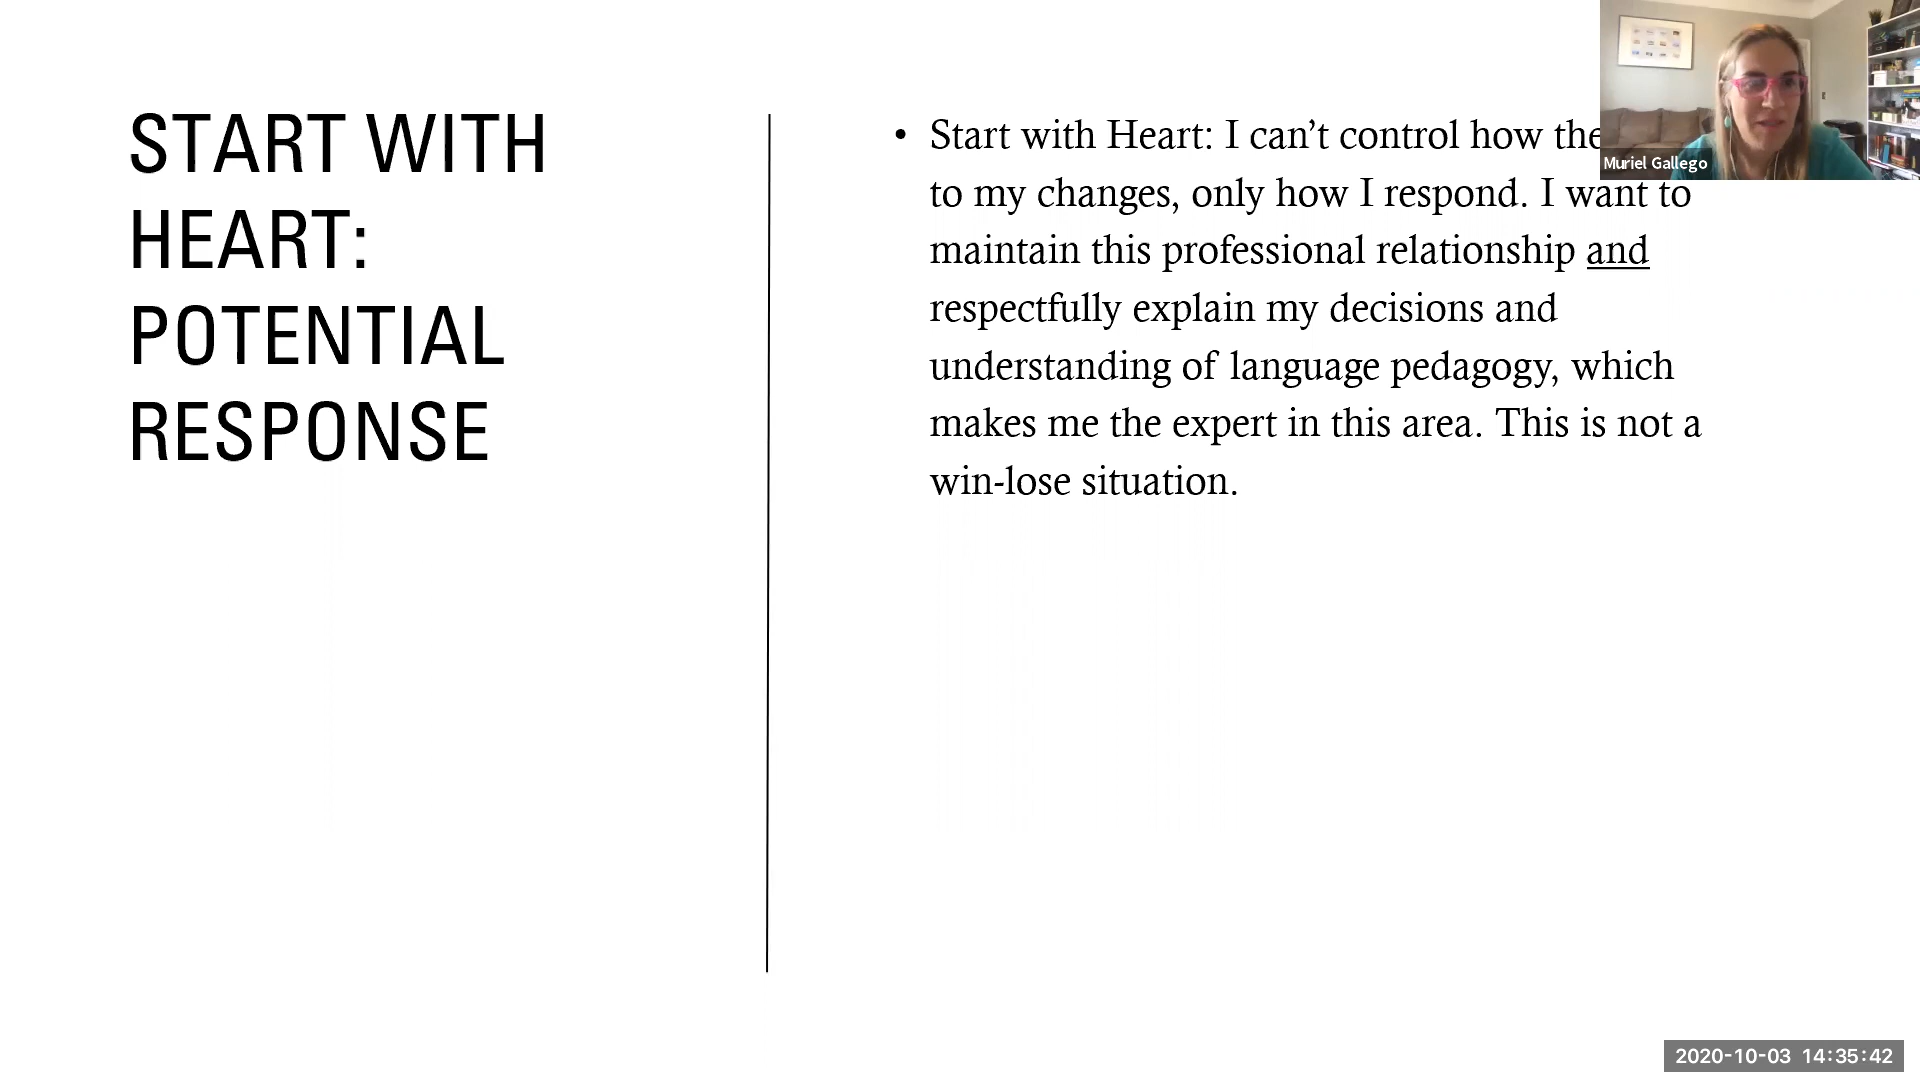 START WITH
HEART:
POTENTIAL
RESPONSE
• Start with Heart: I can’t control how the
to my changes, only how I respond. I want to
maintain this professional relationship and
respectfully explain my decisions and
understanding of language pedagogy, which
makes me the expert in this area. This is not a
win-lose situation.
Muriel Gallego
2020-10-03 14:35:42